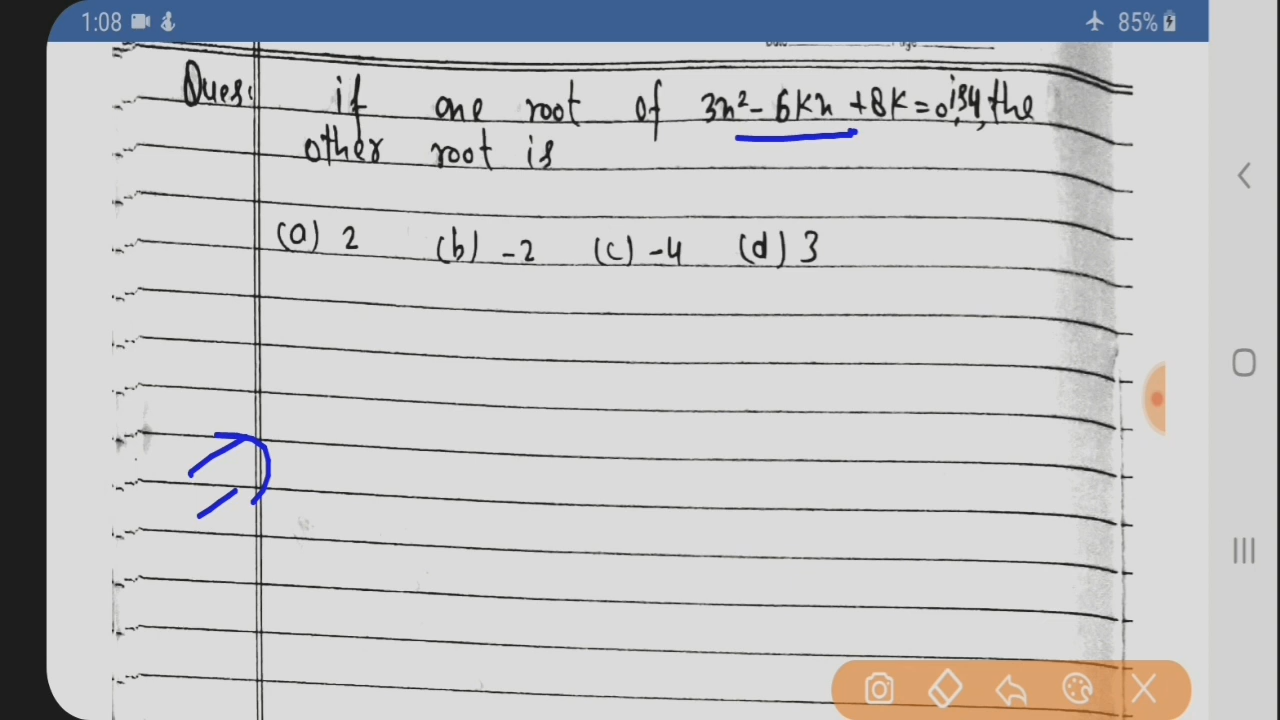 1:08 85%
Ques: if one root of 3x² - 6Kx + 8K = 0, is 4, the
other root is
(a) 2 (b) -2 (c) -4 (d) 3